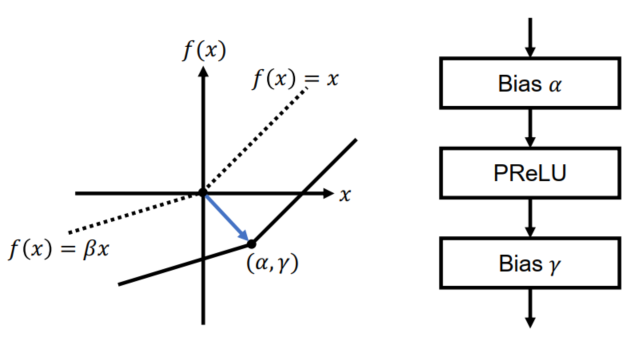 f(x)
f(x) = x
x
f(x) = βx
(α, γ)
Bias α
PReLU
Bias γ